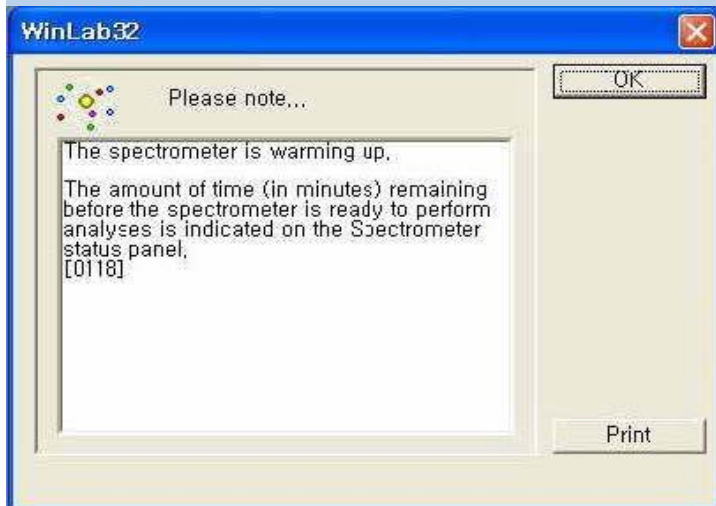 WinLab32
OK
Please note...
The spectrometer is warming up.
The amount of time (in minutes) remaining
before the spectrometer is ready to perform
analyses is indicated on the Spectrometer
status panel.
[0118]
Print